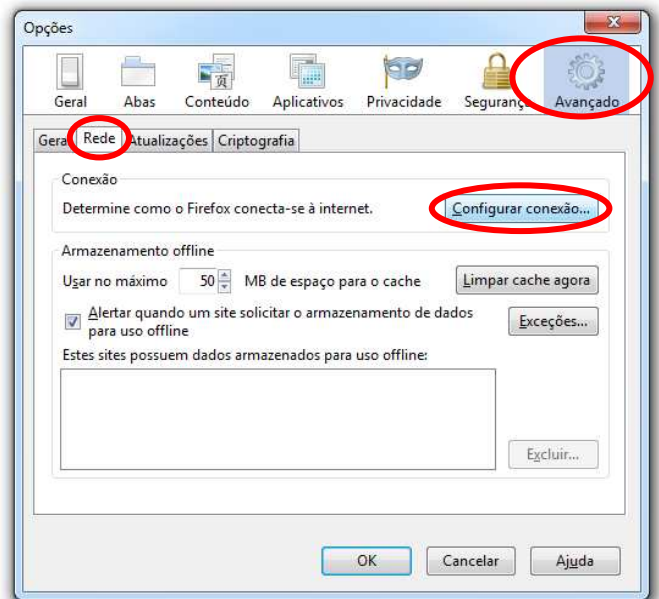 Opções
Geral Abas Conteúdo Aplicativos Privacidade Segurança Avançado
Geral Rede Atualizações Criptografia
Conexão
Determine como o Firefox conecta-se à internet. Configurar conexão...
Armazenamento offline
Usar no máximo 50 MB de espaço para o cache Limpar cache agora
Alertar quando um site solicitar o armazenamento de dados
para uso offline Exceções...
Estes sites possuem dados armazenados para uso offline:
Excluir...
OK Cancelar Ajuda